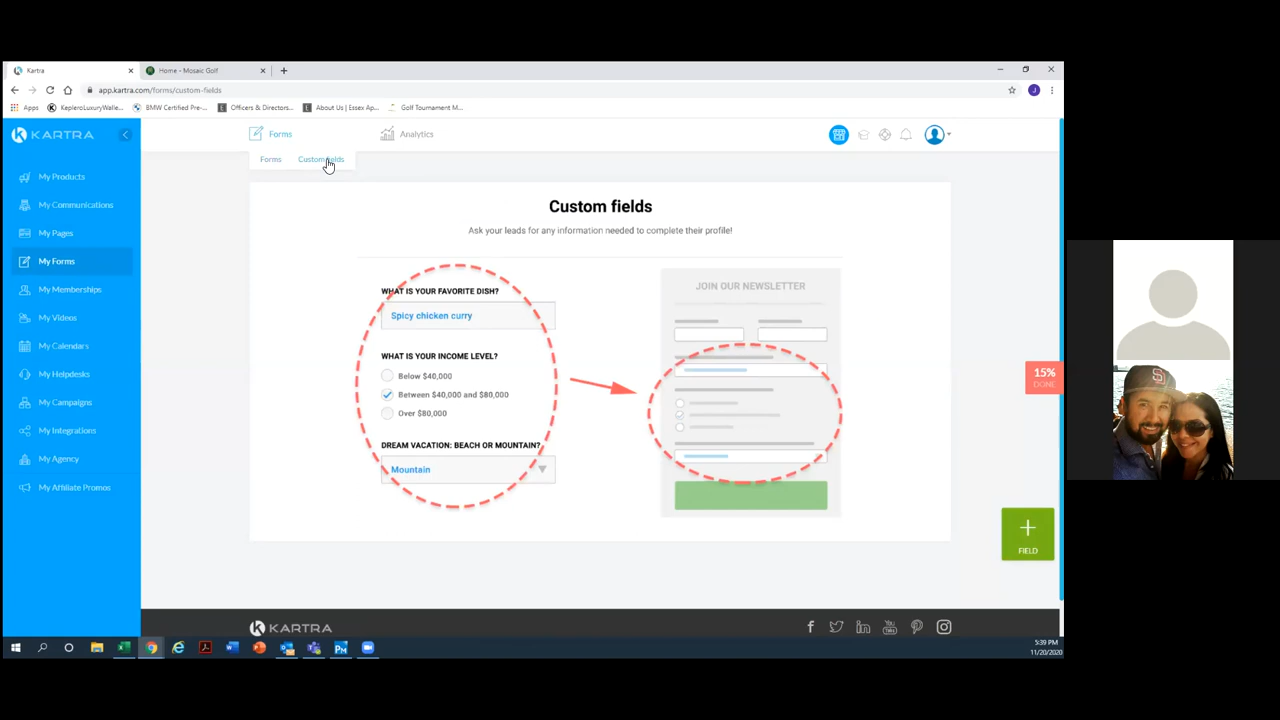 Kartra
Home - Mosaic Golf
app.kartra.com/forms/custom-fields
Apps
KepleroLuxuryWalle...
BMW Certified Pre-...
Officers & Directors...
About Us | Essex Ap...
Golf Tournament M...
KARTRA
Forms
Analytics
Forms
Custom fields
My Products
My Communications
My Pages
My Forms
My Memberships
My Videos
My Calendars
My Helpdesks
My Campaigns
My Integrations
My Agency
My Affiliate Promos
Custom fields
Ask your leads for any information needed to complete their profile!
WHAT IS YOUR FAVORITE DISH?
Spicy chicken curry
WHAT IS YOUR INCOME LEVEL?
Below $40,000
Between $40,000 and $80,000
Over $80,000
DREAM VACATION: BEACH OR MOUNTAIN?
Mountain
JOIN OUR NEWSLETTER
15%
DONE
+
FIELD
KARTRA
5:39 PM
11/20/2020